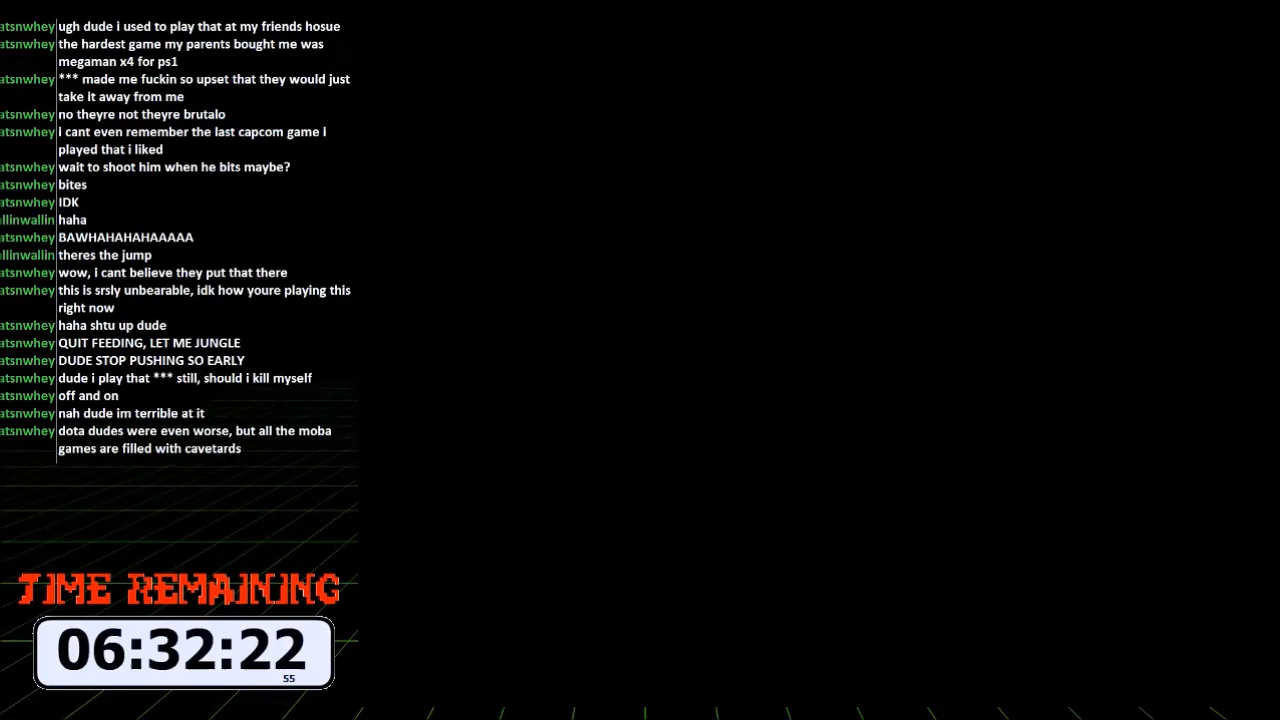 atsnwhey ugh dude i used to play that at my friends hosue
atsnwhey the hardest game my parents bought me was
megaman x4 for ps1
atsnwhey *** made me fuckin so upset that they would just
take it away from me
atsnwhey no theyre not theyre brutalo
atsnwhey i cant even remember the last capcom game i
played that i liked
atsnwhey wait to shoot him when he bits maybe?
atsnwhey bites
atsnwhey IDK
llinwallin haha
atsnwhey BAWHAHAHAHAAAAA
llinwallin theres the jump
atsnwhey wow, i cant believe they put that there
atsnwhey this is srsly unbearable, idk how youre playing this
right now
atsnwhey haha shtu up dude
atsnwhey QUIT FEEDING, LET ME JUNGLE
atsnwhey DUDE STOP PUSHING SO EARLY
atsnwhey dude i play that *** still, should i kill myself
atsnwhey off and on
atsnwhey nah dude im terrible at it
atsnwhey dota dudes were even worse, but all the moba
games are filled with cavetards
TIME REMAINING
06:32:22
55